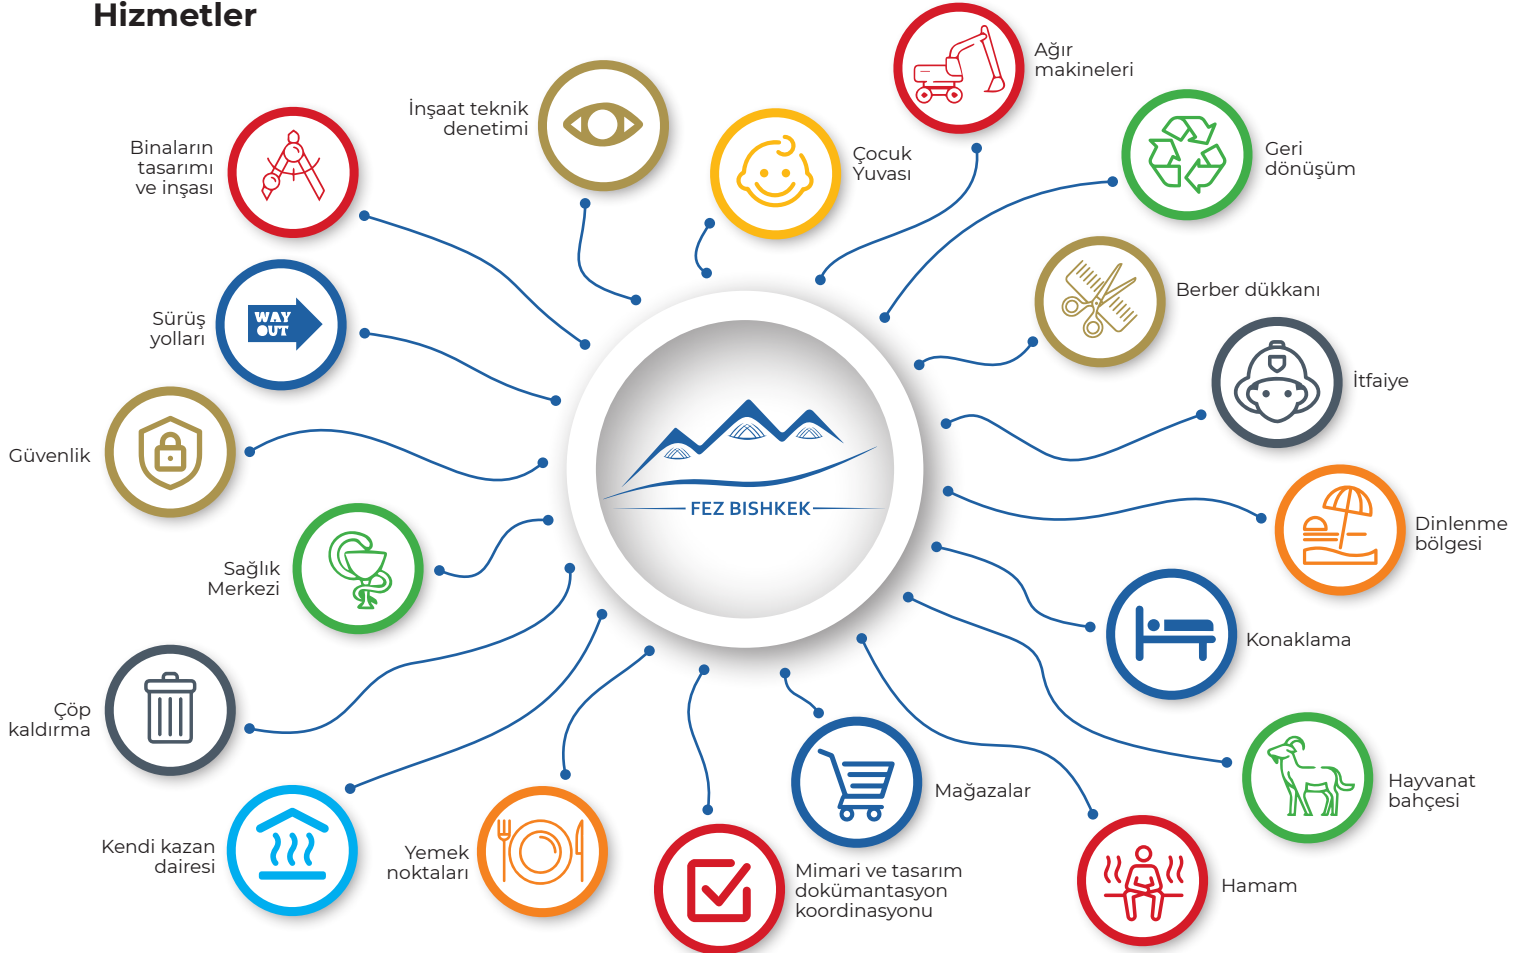 Hizmetler
Ağır
makineleri
İnşaat teknik
denetimi
Çocuk
Yuvası
Geri
dönüşüm
Binaların
tasarımı
ve inşası
Berber dükkanı
Sürüş
yolları
WAY
OUT
İtfaiye
Güvenlik
FEZ BISHKEK
Dinlenme
bölgesi
Sağlık
Merkezi
Konaklama
Çöp
kaldırma
Hayvanat
bahçesi
Mağazalar
Kendi kazan
dairesi
Yemek
noktaları
Mimari ve tasarım
dokümantasyon
koordinasyonu
Hamam